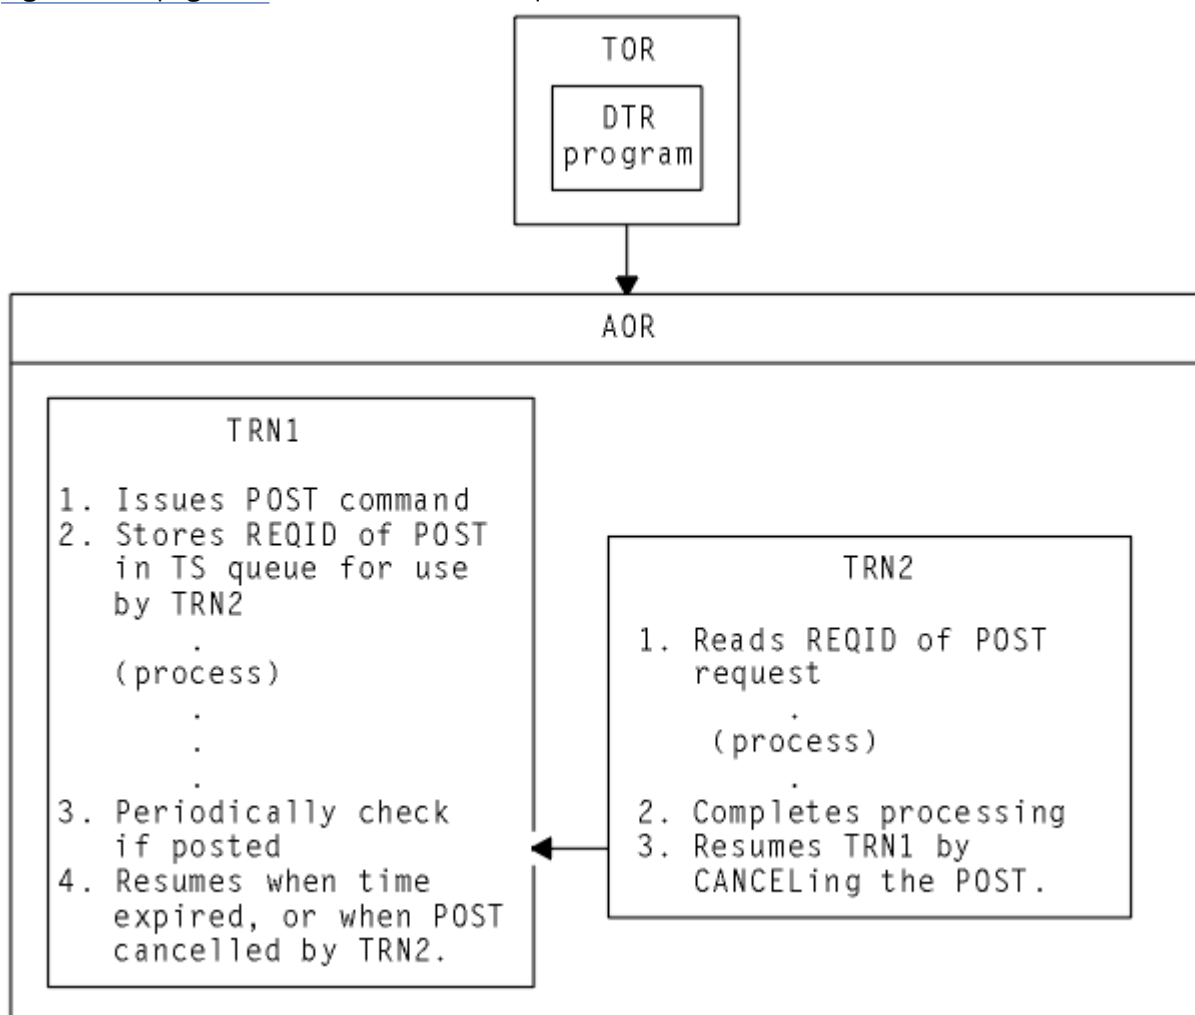 TOR
DTR
program
AOR
TRN1
1. Issues POST command
2. Stores REQID of POST
in TS queue for use
by TRN2
.
(process)
.
.
.
3. Periodically check
if posted
4. Resumes when time
expired, or when POST
cancelled by TRN2.
TRN2
1. Reads REQID of POST
request
.
(process)
.
2. Completes processing
3. Resumes TRN1 by
CANCELing the POST.